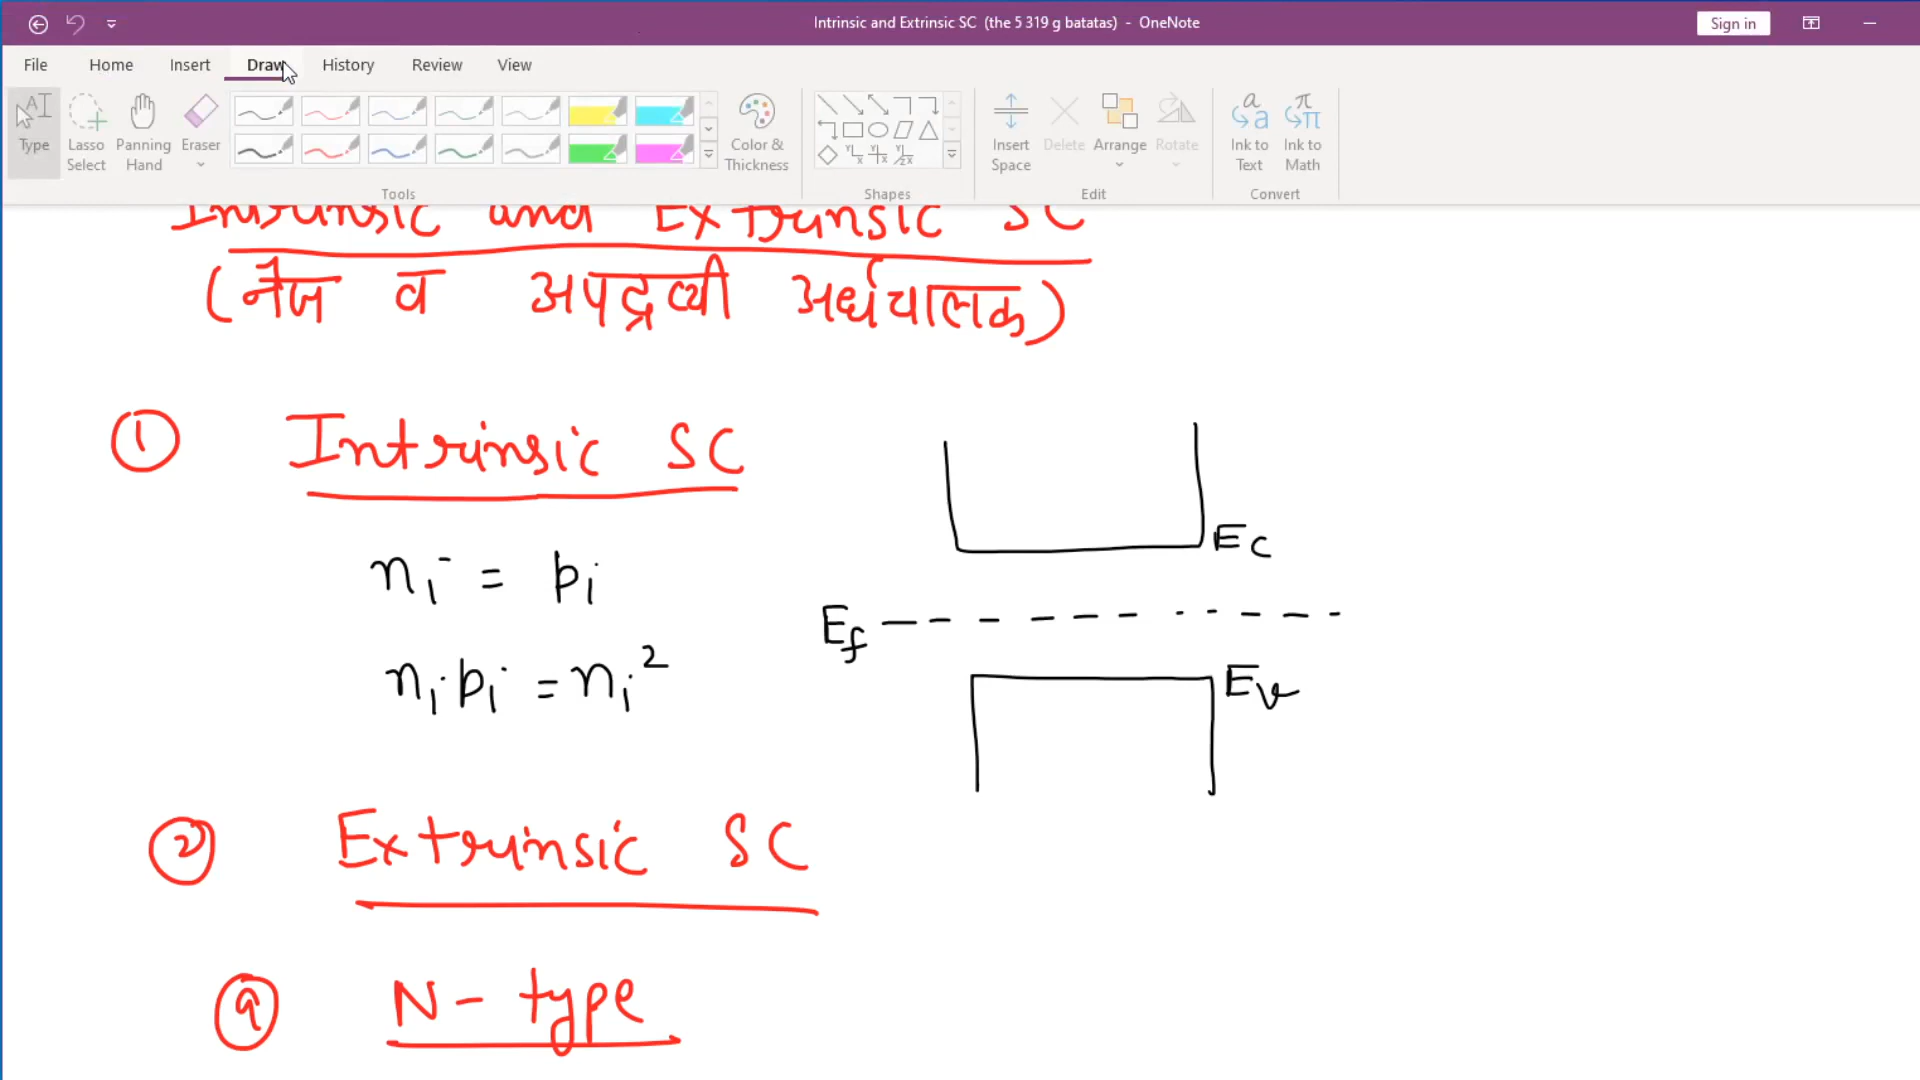 Intrinsic and Extrinsic SC (the 5 319 g batatas) - OneNote
Sign in
File Home Insert Draw History Review View
Type
Lasso Select
Panning Hand
Eraser
Color & Thickness
Insert Space
Delete
Arrange
Rotate
Ink to Text
Ink to Math
Tools Shapes Edit Convert
Intrinsic and Extrinsic SC
(नैज व अपद्रव्यी अर्धचालक)
① Intrinsic SC
Ec
ni = pi
Ef
ni.pi = ni²
Ev
② Extrinsic SC
ⓐ N - type